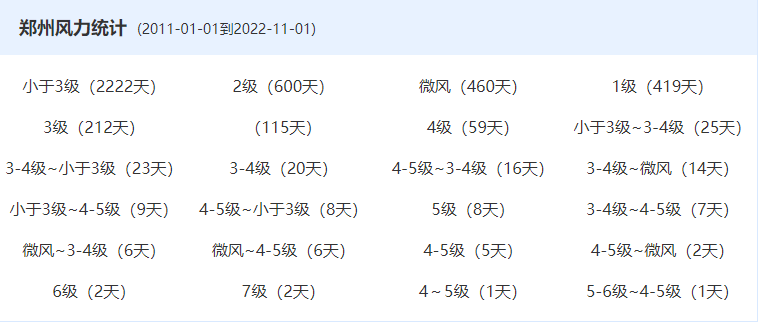 郑州风力统计 (2011-01-01到2022-11-01)
小于3级（2222天） 2级（600天） 微风（460天） 1级（419天）
3级（212天） （115天） 4级（59天） 小于3级~3-4级（25天）
3-4级~小于3级（23天） 3-4级（20天） 4-5级~3-4级（16天） 3-4级~微风（14天）
小于3级~4-5级（9天） 4-5级~小于3级（8天） 5级（8天） 3-4级~4-5级（7天）
微风~3-4级（6天） 微风~4-5级（6天） 4-5级（5天） 4-5级~微风（2天）
6级（2天） 7级（2天） 4～5级（1天） 5-6级~4-5级（1天）